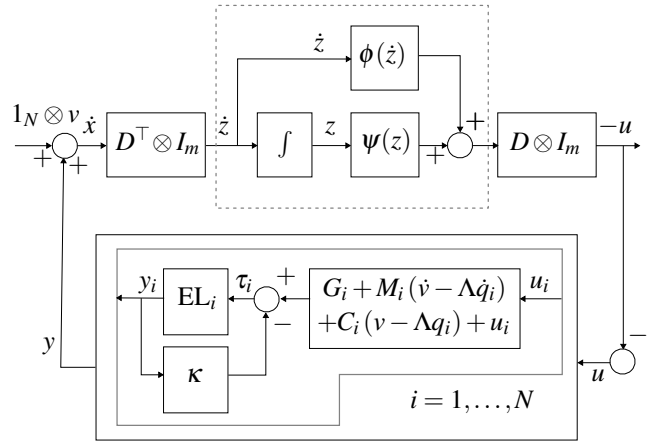 ż
ϕ(ż)
1_N ⊗ v
ẋ
D^⊤ ⊗ I_m
ż
∫
z
ψ(z)
D ⊗ I_m
−u
+
+
+
+
y_i
EL_i
τ_i
+
−
G_i + M_i(v̇ − Λq̇_i)
+C_i(v − Λq_i) + u_i
u_i
κ
y
−
u
i = 1,…,N